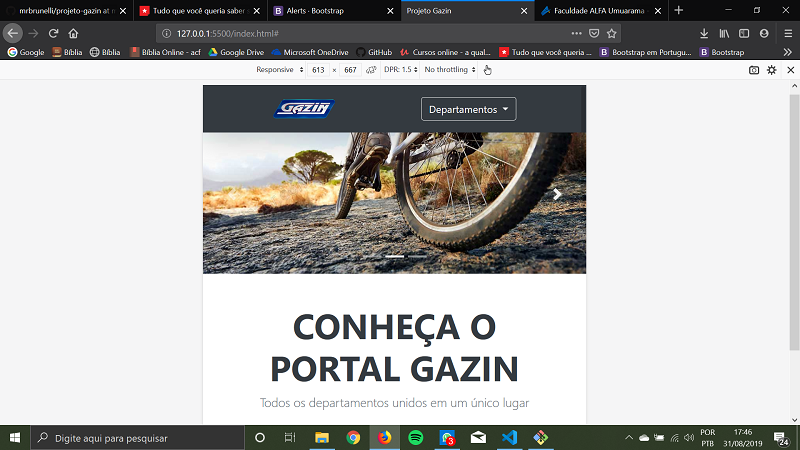 mrbrunelli/projeto-gazin at m
Tudo que você queria saber s
Alerts · Bootstrap
Projeto Gazin
Faculdade ALFA Umuarama -
127.0.0.1:5500/index.html#
Google
Bíblia
Bíblia
Bíblia Online - acf
Google Drive
Microsoft OneDrive
GitHub
Cursos online - a qual...
Tudo que você queria ...
Bootstrap em Portugu...
Bootstrap
Responsive
613 × 667
DPR: 1.5
No throttling
GAZIN
Departamentos
CONHEÇA O
PORTAL GAZIN
Todos os departamentos unidos em um único lugar
Digite aqui para pesquisar
3
POR
PTB
17:46
31/08/2019
24